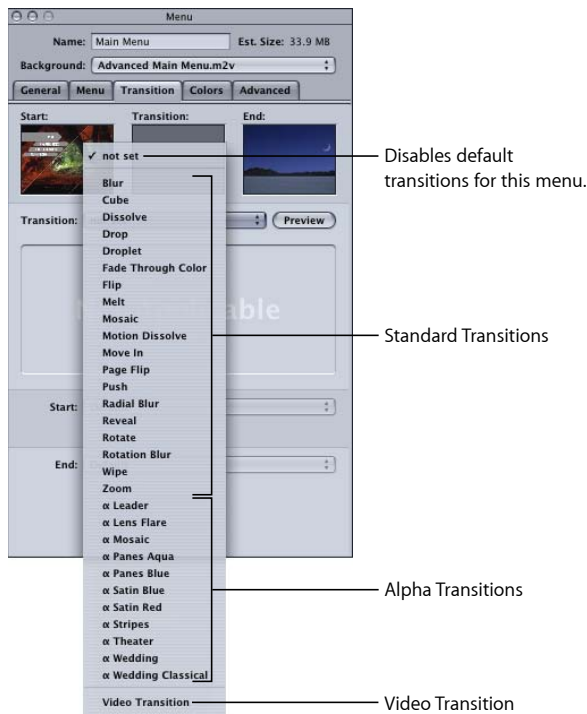 Menu
Name: Main Menu Est. Size: 33.9 MB
Background: Advanced Main Menu.m2v
General Menu Transition Colors Advanced
Start: Transition: End:
✓ not set
Disables default
transitions for this menu.
Blur
Cube
Dissolve
Transition: Preview
Drop
Droplet
Fade Through Color
Flip
Melt
Mosaic
Motion Dissolve
Standard Transitions
Move In
Page Flip
Push
Radial Blur
Start:
Reveal
Rotate
Rotation Blur
End:
Wipe
Zoom
α Leader
α Lens Flare
α Mosaic
α Panes Aqua
α Panes Blue
α Satin Blue
Alpha Transitions
α Satin Red
α Stripes
α Theater
α Wedding
α Wedding Classical
Video Transition
Video Transition